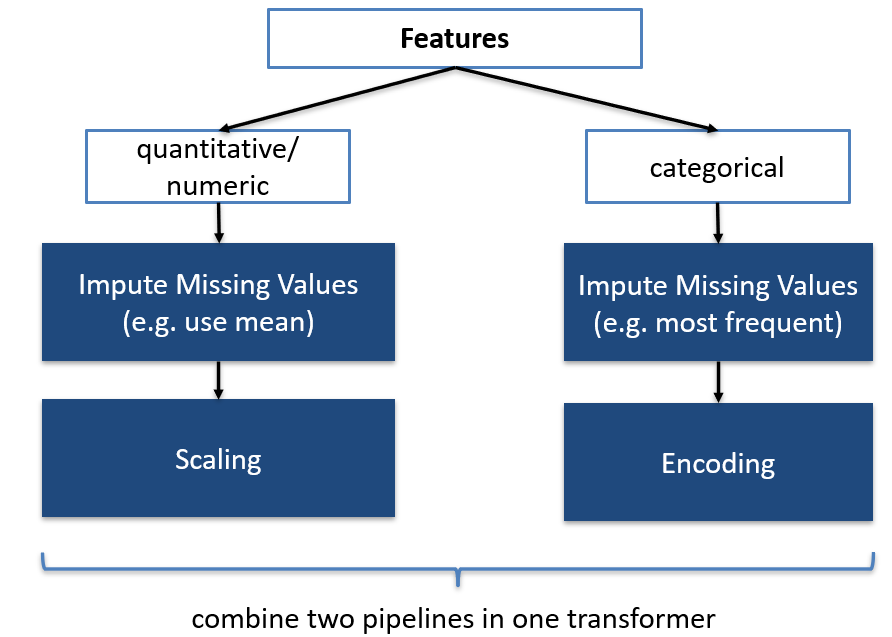 Features
quantitative/
numeric
categorical
Impute Missing Values
(e.g. use mean)
Impute Missing Values
(e.g. most frequent)
Scaling
Encoding
combine two pipelines in one transformer